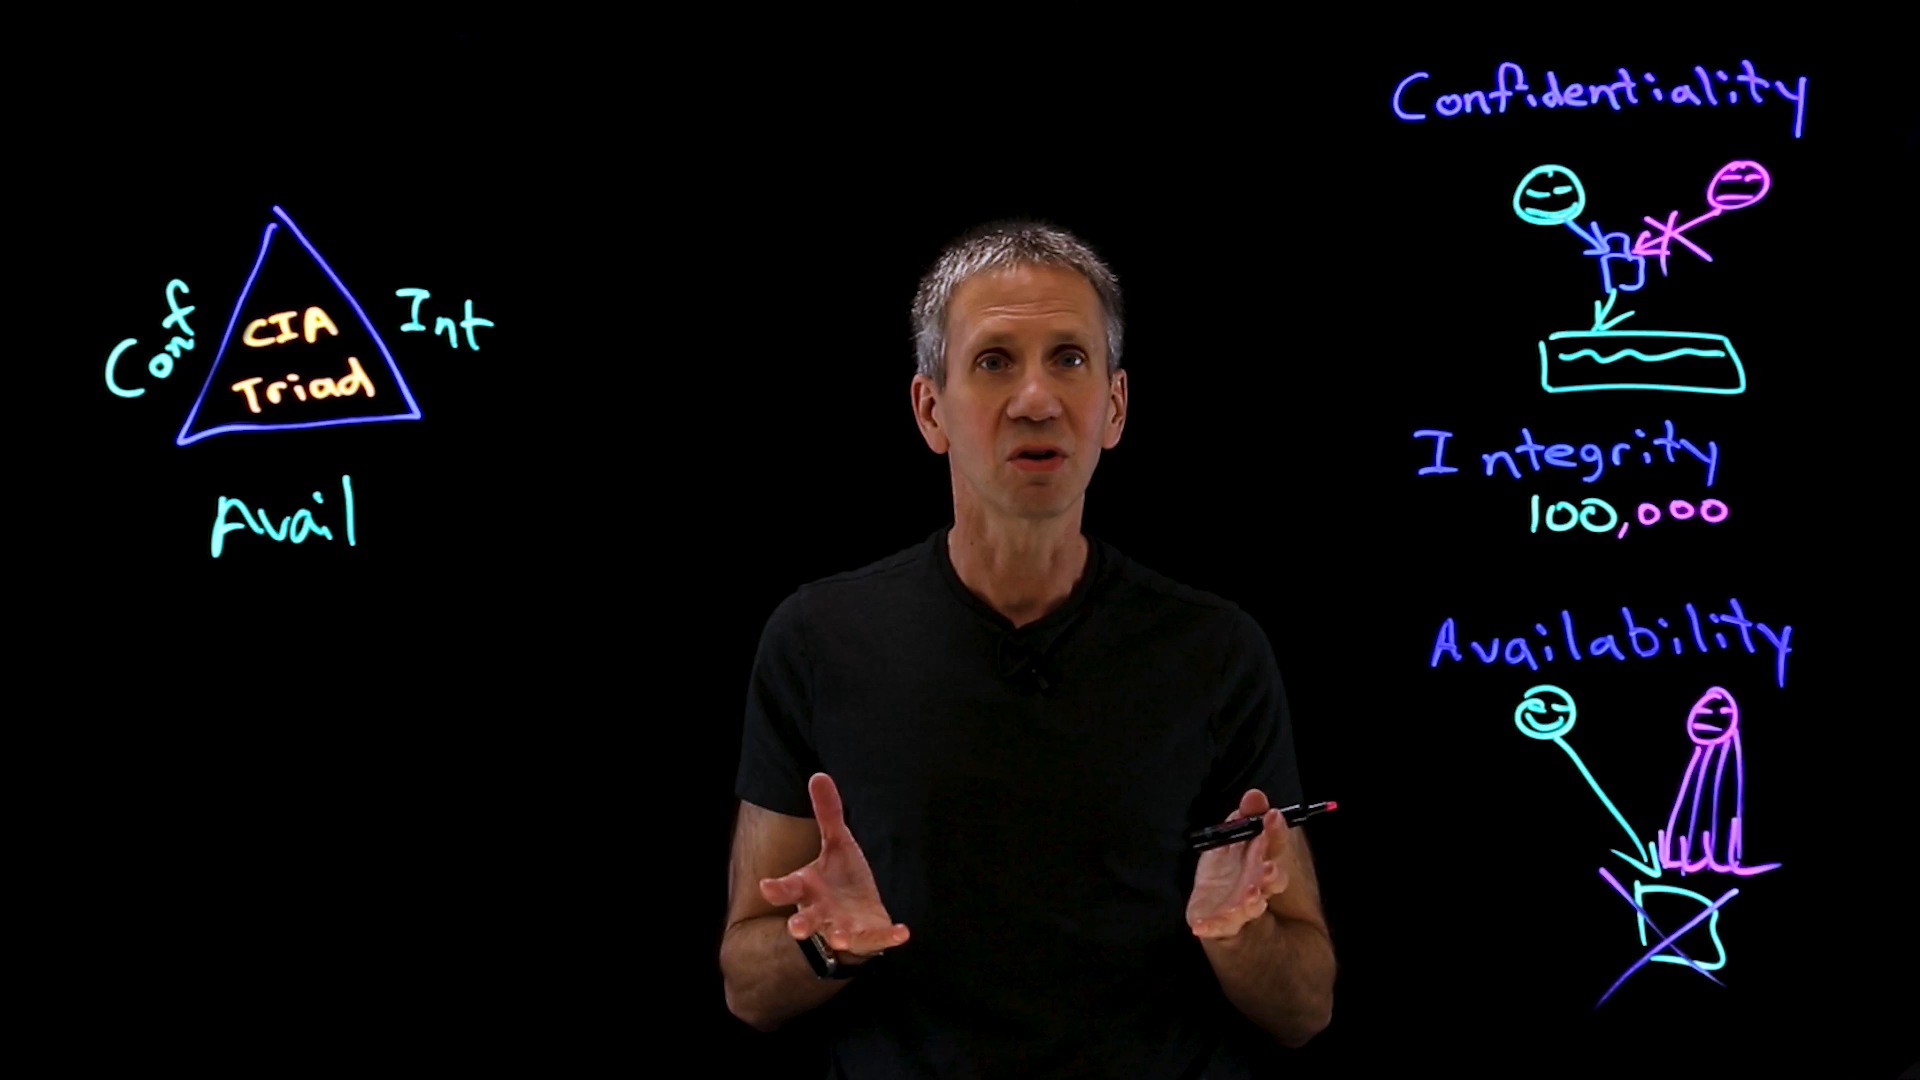 Conf
CIA
Triad
Int
Avail
Confidentiality
Integrity
100,000
Availability